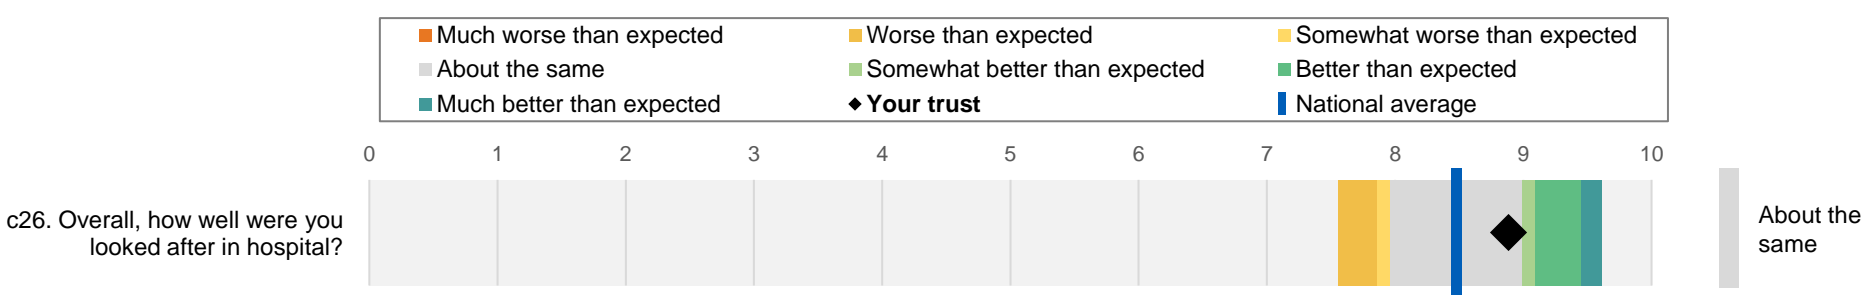 Much worse than expected
Worse than expected
Somewhat worse than expected
About the same
Somewhat better than expected
Better than expected
Much better than expected
Your trust
National average
0 1 2 3 4 5 6 7 8 9 10
c26. Overall, how well were you
looked after in hospital?
About the
same